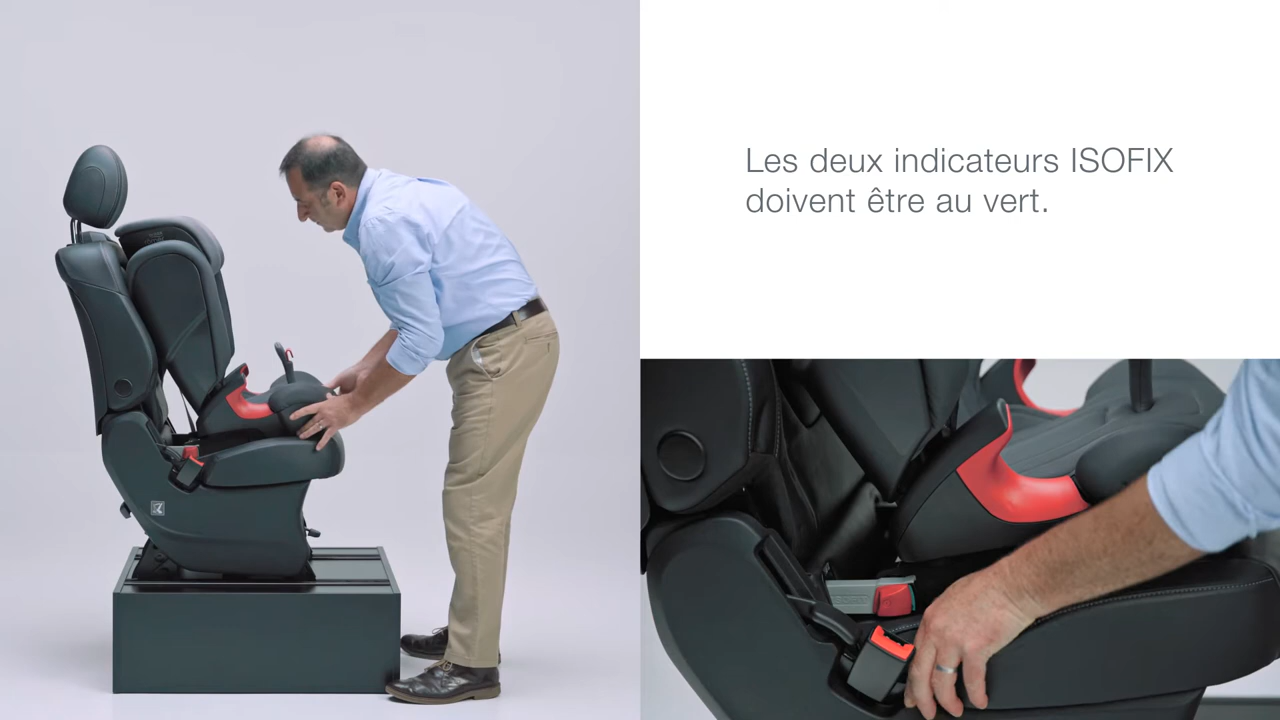 Les deux indicateurs ISOFIX
doivent être au vert.